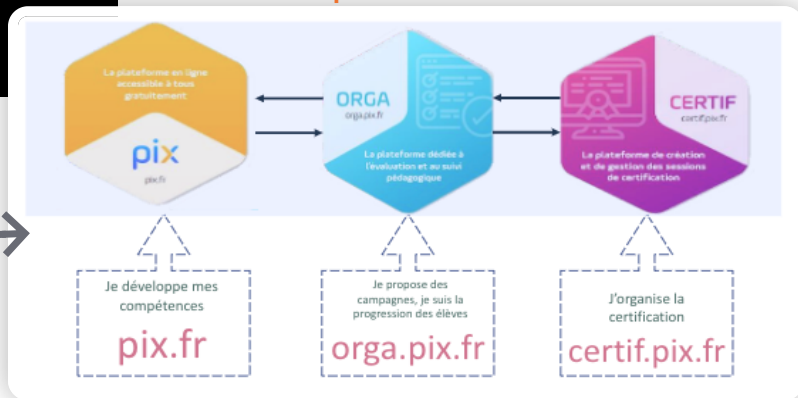 La plateforme en ligne
accessible à tous
gratuitement
pix
pix.fr
ORGA
orga.pix.fr
La plateforme dédiée à
l'évaluation et au suivi
pédagogique
CERTIF
certif.pix.fr
La plateforme de création
et de gestion des sessions
de certification
Je développe mes
compétences
pix.fr
Je propose des
campagnes, je suis la
progression des élèves
orga.pix.fr
J'organise la
certification
certif.pix.fr